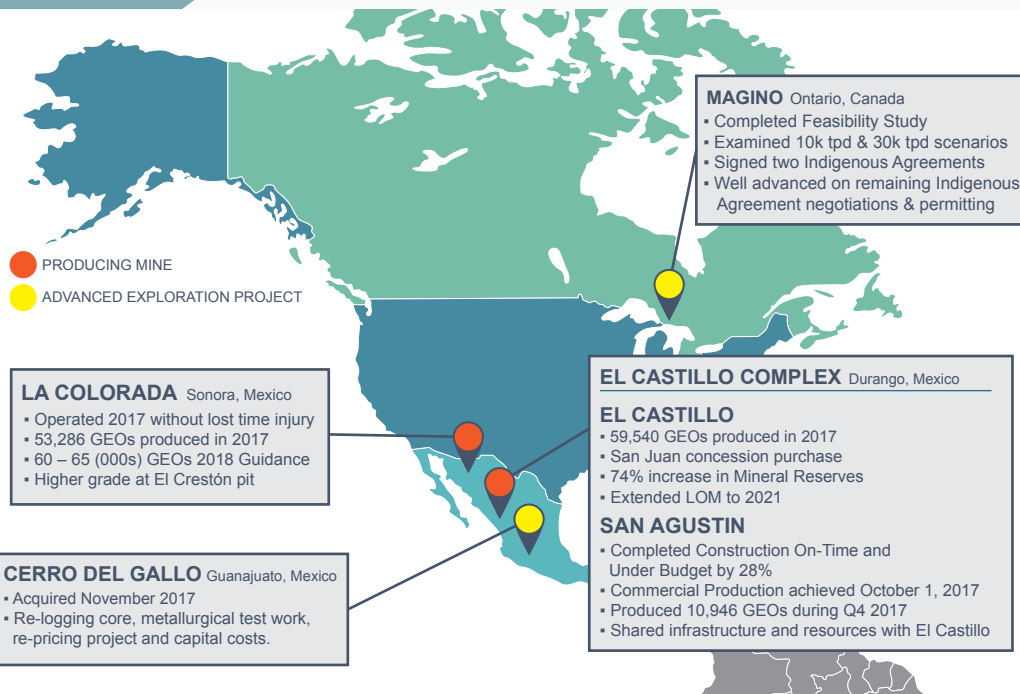 MAGINO Ontario, Canada
▪ Completed Feasibility Study
▪ Examined 10k tpd & 30k tpd scenarios
▪ Signed two Indigenous Agreements
▪ Well advanced on remaining Indigenous
Agreement negotiations & permitting
PRODUCING MINE
ADVANCED EXPLORATION PROJECT
LA COLORADA Sonora, Mexico
▪ Operated 2017 without lost time injury
▪ 53,286 GEOs produced in 2017
▪ 60 – 65 (000s) GEOs 2018 Guidance
▪ Higher grade at El Crestón pit
EL CASTILLO COMPLEX Durango, Mexico
EL CASTILLO
▪ 59,540 GEOs produced in 2017
▪ San Juan concession purchase
▪ 74% increase in Mineral Reserves
▪ Extended LOM to 2021
SAN AGUSTIN
▪ Completed Construction On-Time and
Under Budget by 28%
▪ Commercial Production achieved October 1, 2017
▪ Produced 10,946 GEOs during Q4 2017
▪ Shared infrastructure and resources with El Castillo
CERRO DEL GALLO Guanajuato, Mexico
▪ Acquired November 2017
▪ Re-logging core, metallurgical test work,
re-pricing project and capital costs.